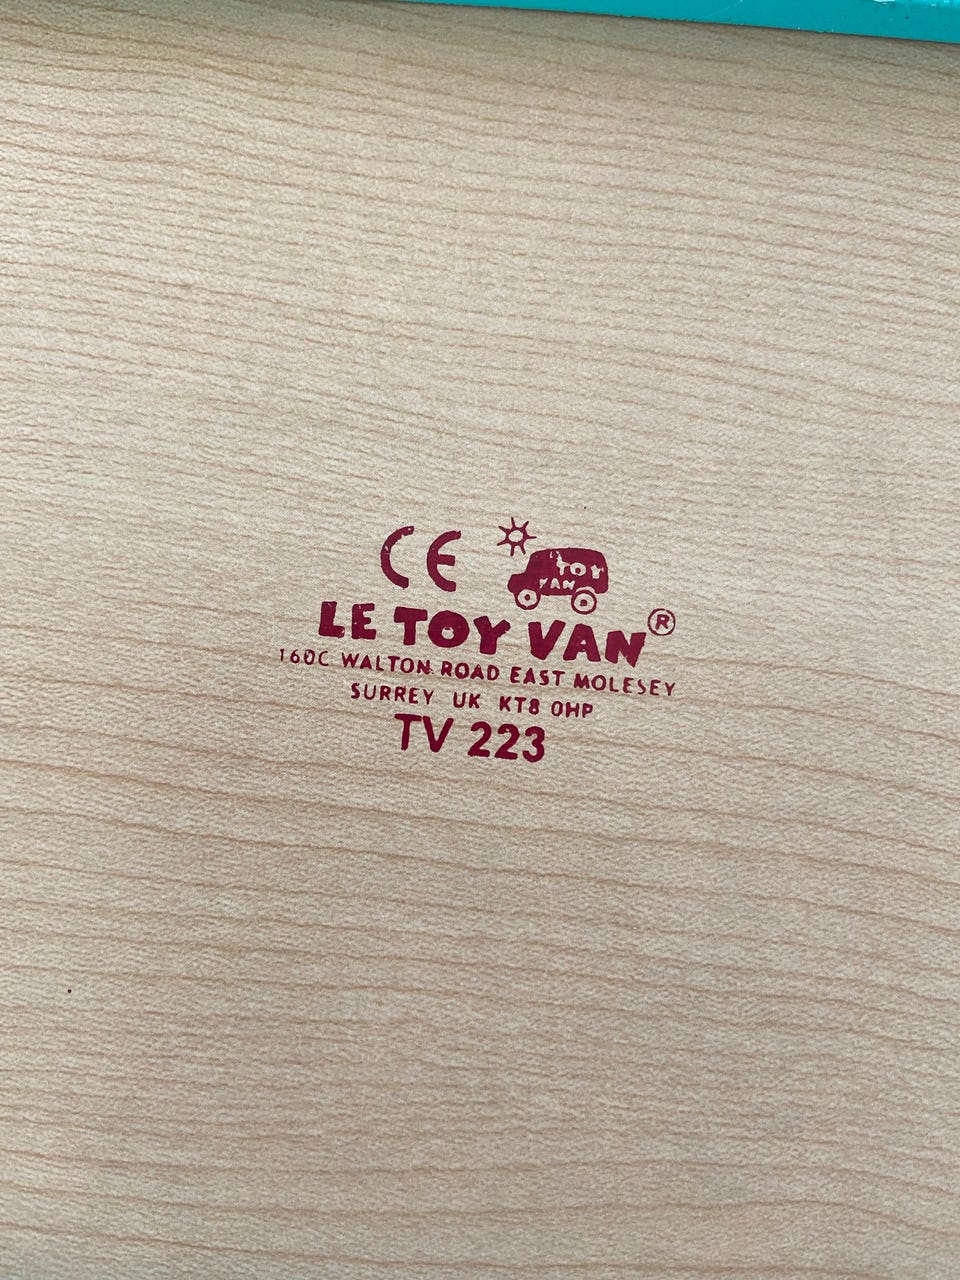 CE
TOY
VAN
LE TOY VAN®
160C WALTON ROAD EAST MOLESEY
SURREY UK KT8 0HP
TV 223